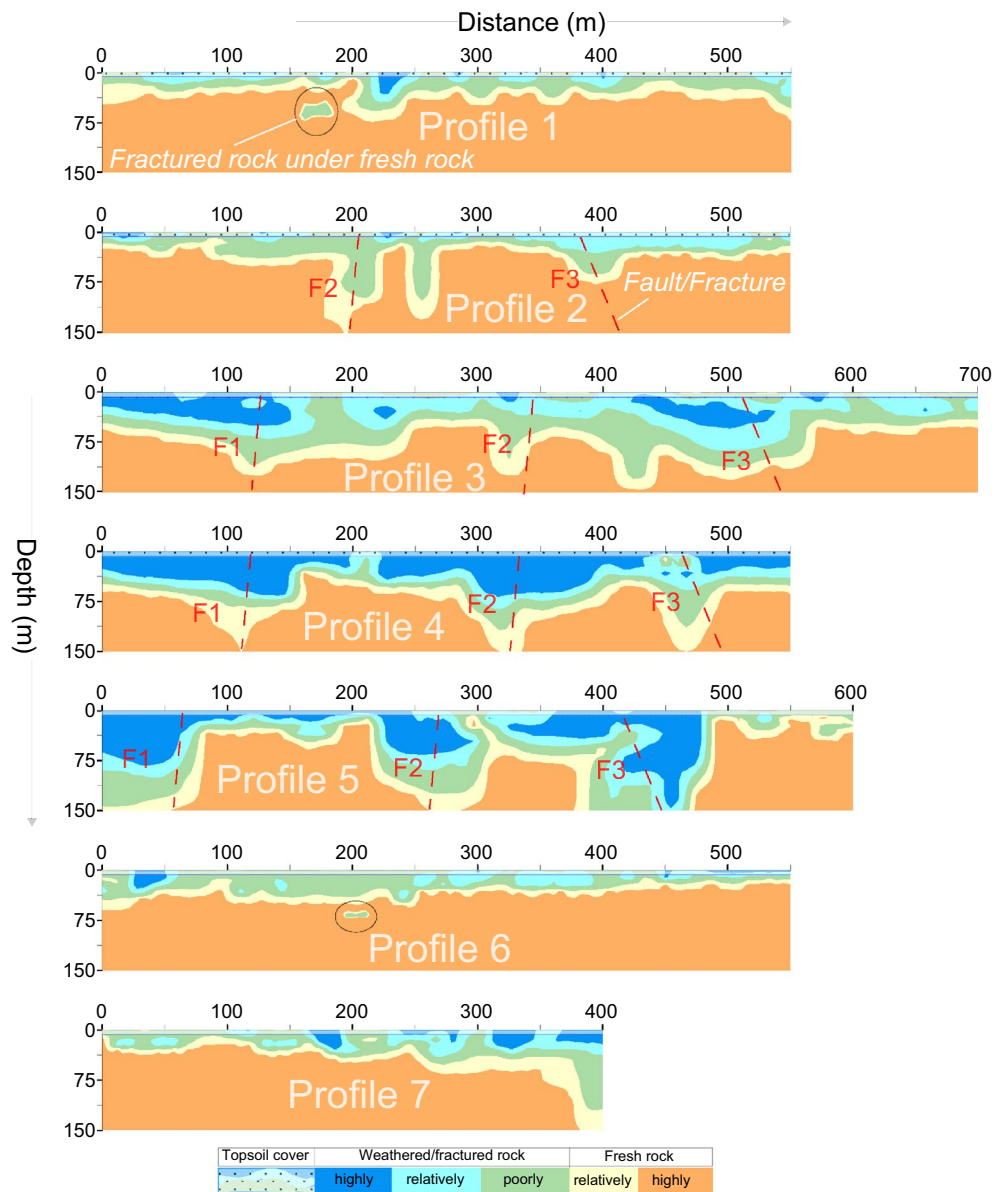 Distance (m)
0 100 200 300 400 500
0
75
150
Profile 1
Fractured rock under fresh rock
0 100 200 300 400 500
0
75
150
F2
F3
Fault/Fracture
Profile 2
0 100 200 300 400 500 600 700
0
75
150
F1
F2
F3
Profile 3
Depth (m)
0 100 200 300 400 500
0
75
150
F1
F2
F3
Profile 4
0 100 200 300 400 500 600
0
75
150
F1
F2
F3
Profile 5
0 100 200 300 400 500
0
75
150
Profile 6
0 100 200 300 400
0
75
150
Profile 7
Topsoil cover Weathered/fractured rock Fresh rock
highly relatively poorly relatively highly